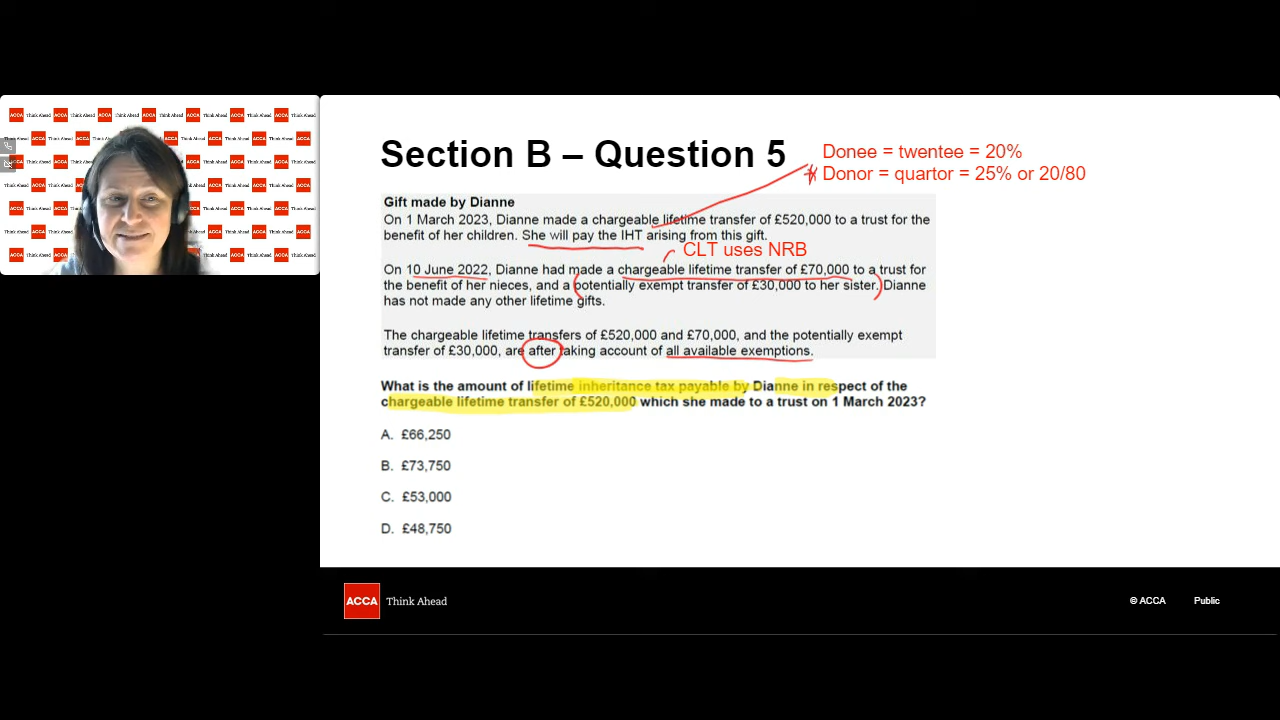 Section B – Question 5
Donee = twentee = 20%
Donor = quartor = 25% or 20/80
Gift made by Dianne
On 1 March 2023, Dianne made a chargeable lifetime transfer of £520,000 to a trust for the
benefit of her children. She will pay the IHT arising from this gift.
CLT uses NRB
On 10 June 2022, Dianne had made a chargeable lifetime transfer of £70,000 to a trust for
the benefit of her nieces, and a potentially exempt transfer of £30,000 to her sister. Dianne
has not made any other lifetime gifts.
The chargeable lifetime transfers of £520,000 and £70,000, and the potentially exempt
transfer of £30,000, are after taking account of all available exemptions.
What is the amount of lifetime inheritance tax payable by Dianne in respect of the
chargeable lifetime transfer of £520,000 which she made to a trust on 1 March 2023?
A. £66,250
B. £73,750
C. £53,000
D. £48,750
ACCA Think Ahead
© ACCA Public